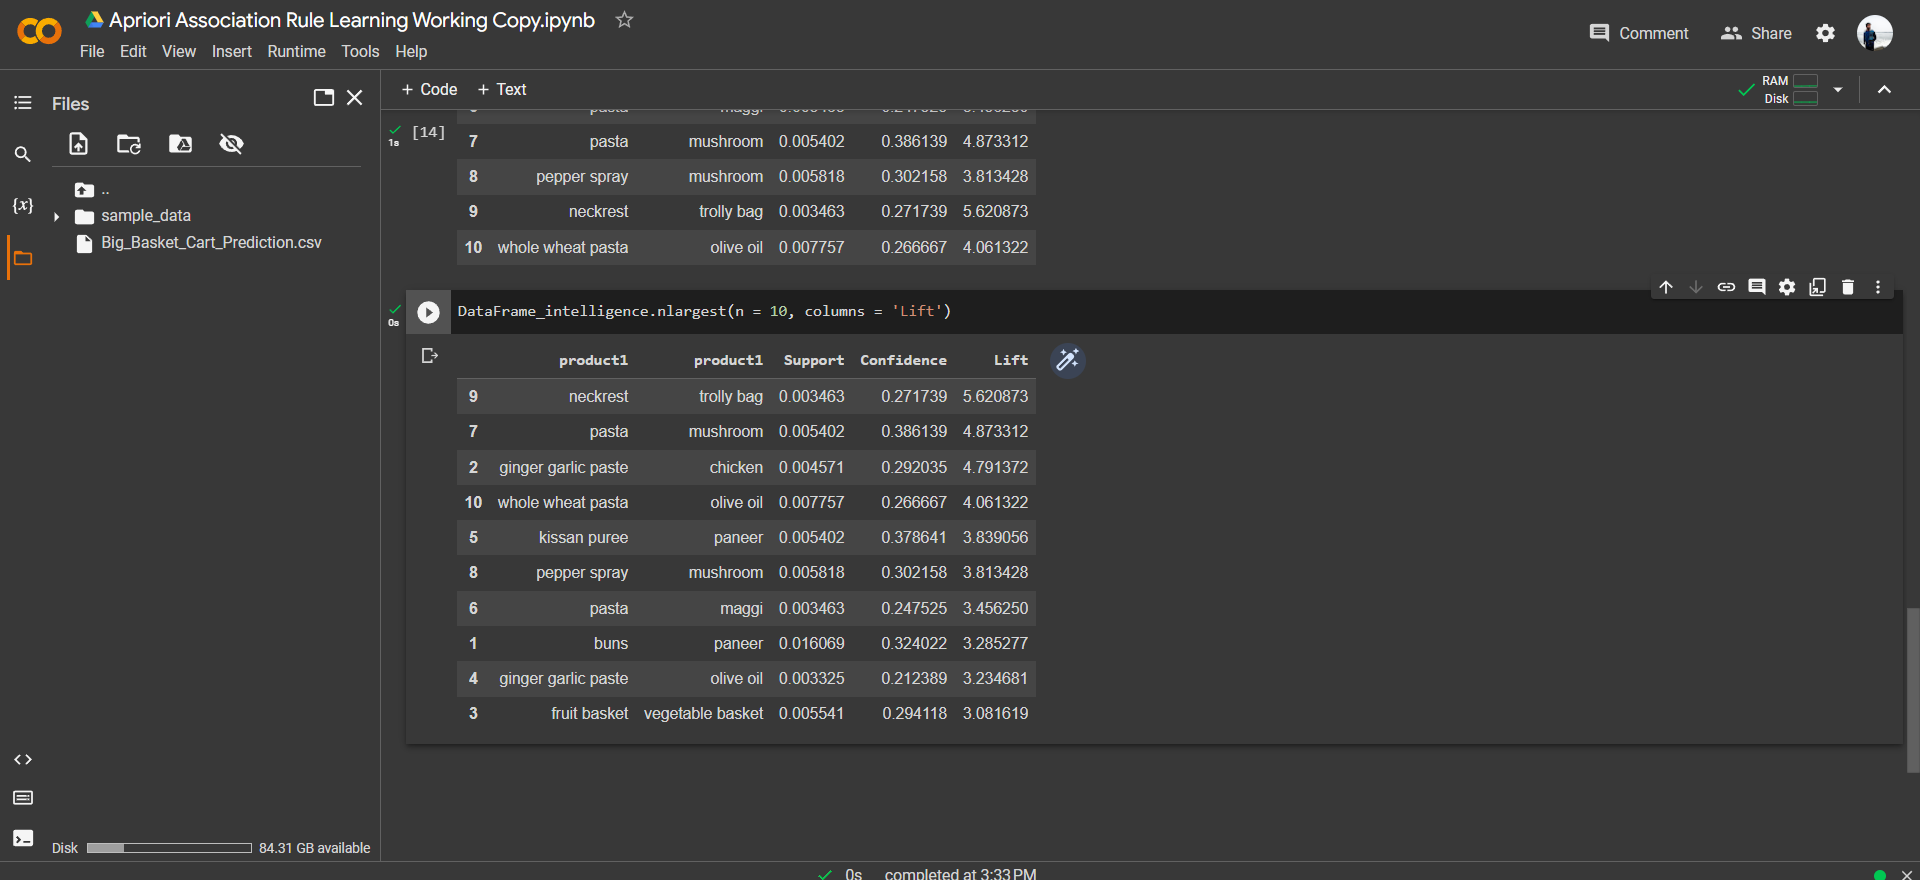 Apriori Association Rule Learning Working Copy.ipynb
File Edit View Insert Runtime Tools Help
Comment
Share
Files
+ Code + Text
RAM
Disk
..
sample_data
Big_Basket_Cart_Prediction.csv
{x}
1s
[14]
7 pasta mushroom 0.005402 0.386139 4.873312
8 pepper spray mushroom 0.005818 0.302158 3.813428
9 neckrest trolly bag 0.003463 0.271739 5.620873
10 whole wheat pasta olive oil 0.007757 0.266667 4.061322
0s
DataFrame_intelligence.nlargest(n = 10, columns = 'Lift')
product1 product1 Support Confidence Lift
9 neckrest trolly bag 0.003463 0.271739 5.620873
7 pasta mushroom 0.005402 0.386139 4.873312
2 ginger garlic paste chicken 0.004571 0.292035 4.791372
10 whole wheat pasta olive oil 0.007757 0.266667 4.061322
5 kissan puree paneer 0.005402 0.378641 3.839056
8 pepper spray mushroom 0.005818 0.302158 3.813428
6 pasta maggi 0.003463 0.247525 3.456250
1 buns paneer 0.016069 0.324022 3.285277
4 ginger garlic paste olive oil 0.003325 0.212389 3.234681
3 fruit basket vegetable basket 0.005541 0.294118 3.081619
Disk 84.31 GB available
0s completed at 3:33 PM